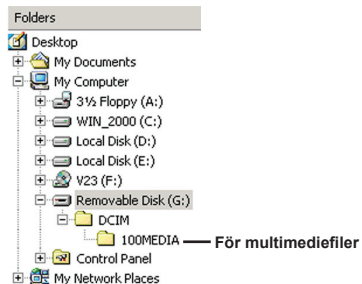 Folders
Desktop
My Documents
My Computer
3½ Floppy (A:)
WIN_2000 (C:)
Local Disk (D:)
Local Disk (E:)
V23 (F:)
Removable Disk (G:)
DCIM
100MEDIA För multimediefiler
Control Panel
My Network Places